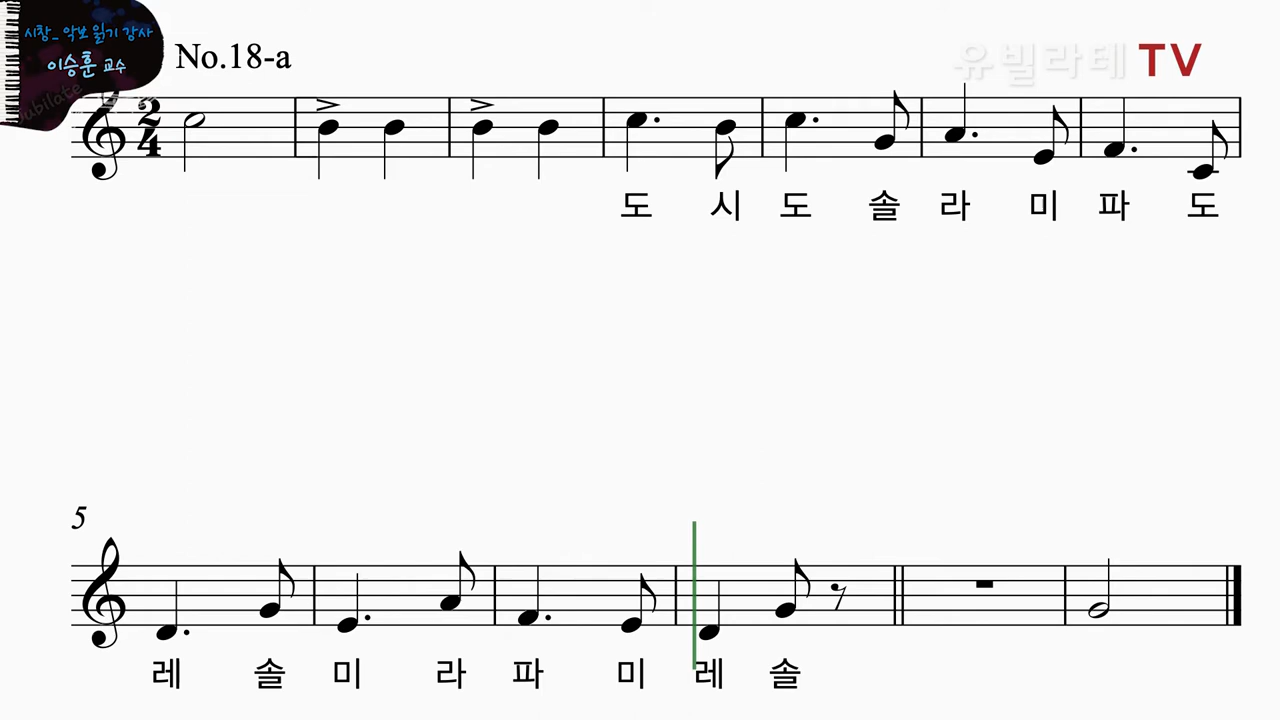 시창_악보 읽기 강사
이승훈 교수
Jubilate
No.18-a
유빌라테 TV
2
4
도 시 도 솔 라 미 파 도
5
레 솔 미 라 파 미 레 솔